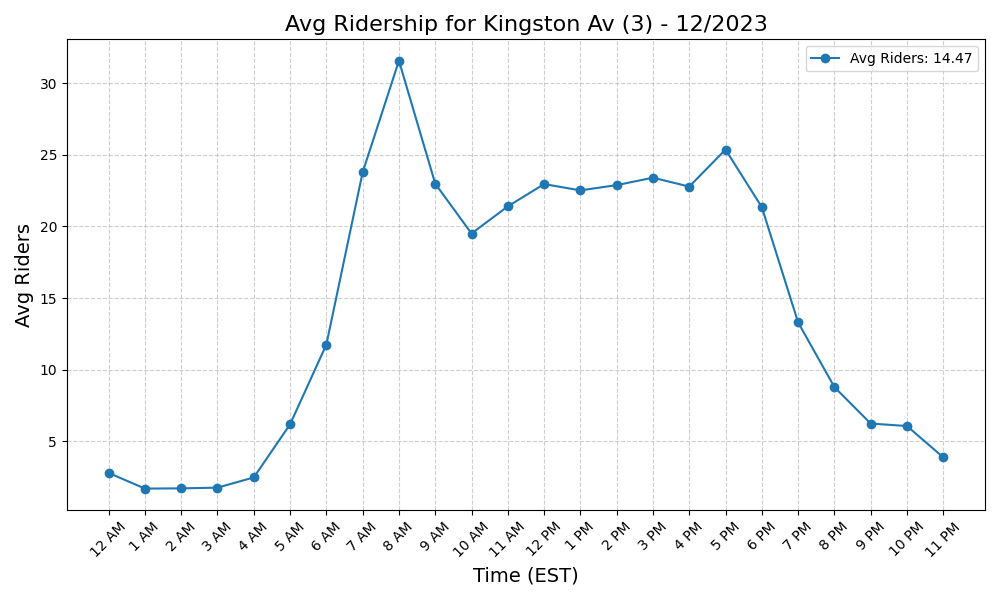 Avg Ridership for Kingston Av (3) - 12/2023
Avg Riders: 14.47
Avg Riders
30
25
20
15
10
5
12 AM
1 AM
2 AM
3 AM
4 AM
5 AM
6 AM
7 AM
8 AM
9 AM
10 AM
11 AM
12 PM
1 PM
2 PM
3 PM
4 PM
5 PM
6 PM
7 PM
8 PM
9 PM
10 PM
11 PM
Time (EST)